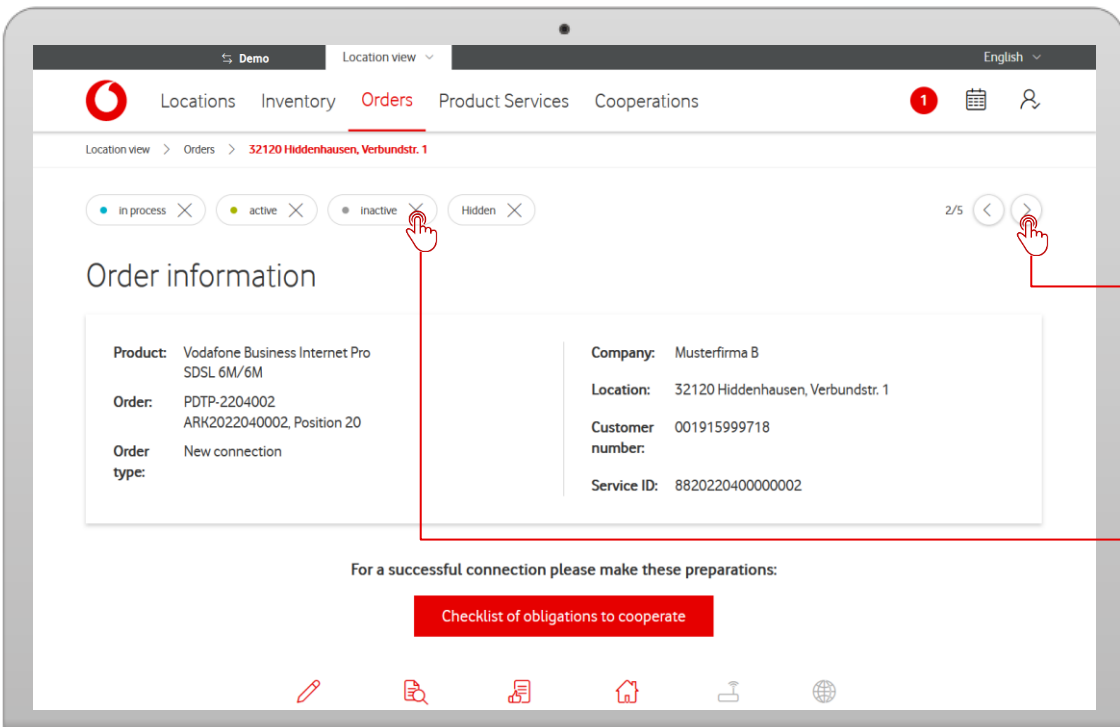 Demo
Location view
English
Locations Inventory Orders Product Services Cooperations
1
Location view > Orders > 32120 Hiddenhausen, Verbundstr. 1
in process
active
inactive
Hidden
2/5
Order information
Product: Vodafone Business Internet Pro
SDSL 6M/6M
Order: PDTP-2204002
ARK2022040002, Position 20
Order New connection
type:
Company: Musterfirma B
Location: 32120 Hiddenhausen, Verbundstr. 1
Customer 001915999718
number:
Service ID: 8820220400000002
For a successful connection please make these preparations:
Checklist of obligations to cooperate